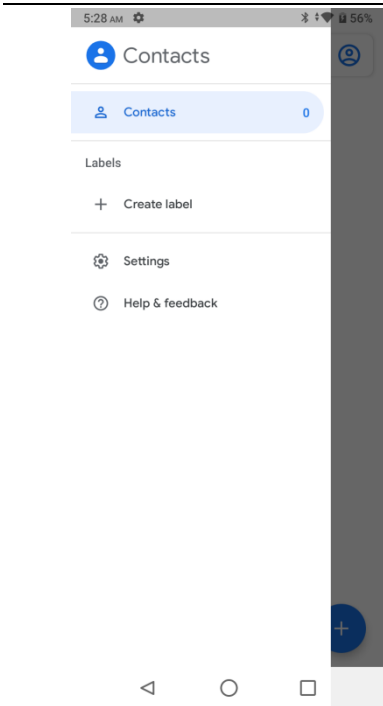 5:28 AM 56%
Contacts
Contacts 0
Labels
Create label
Settings
Help & feedback